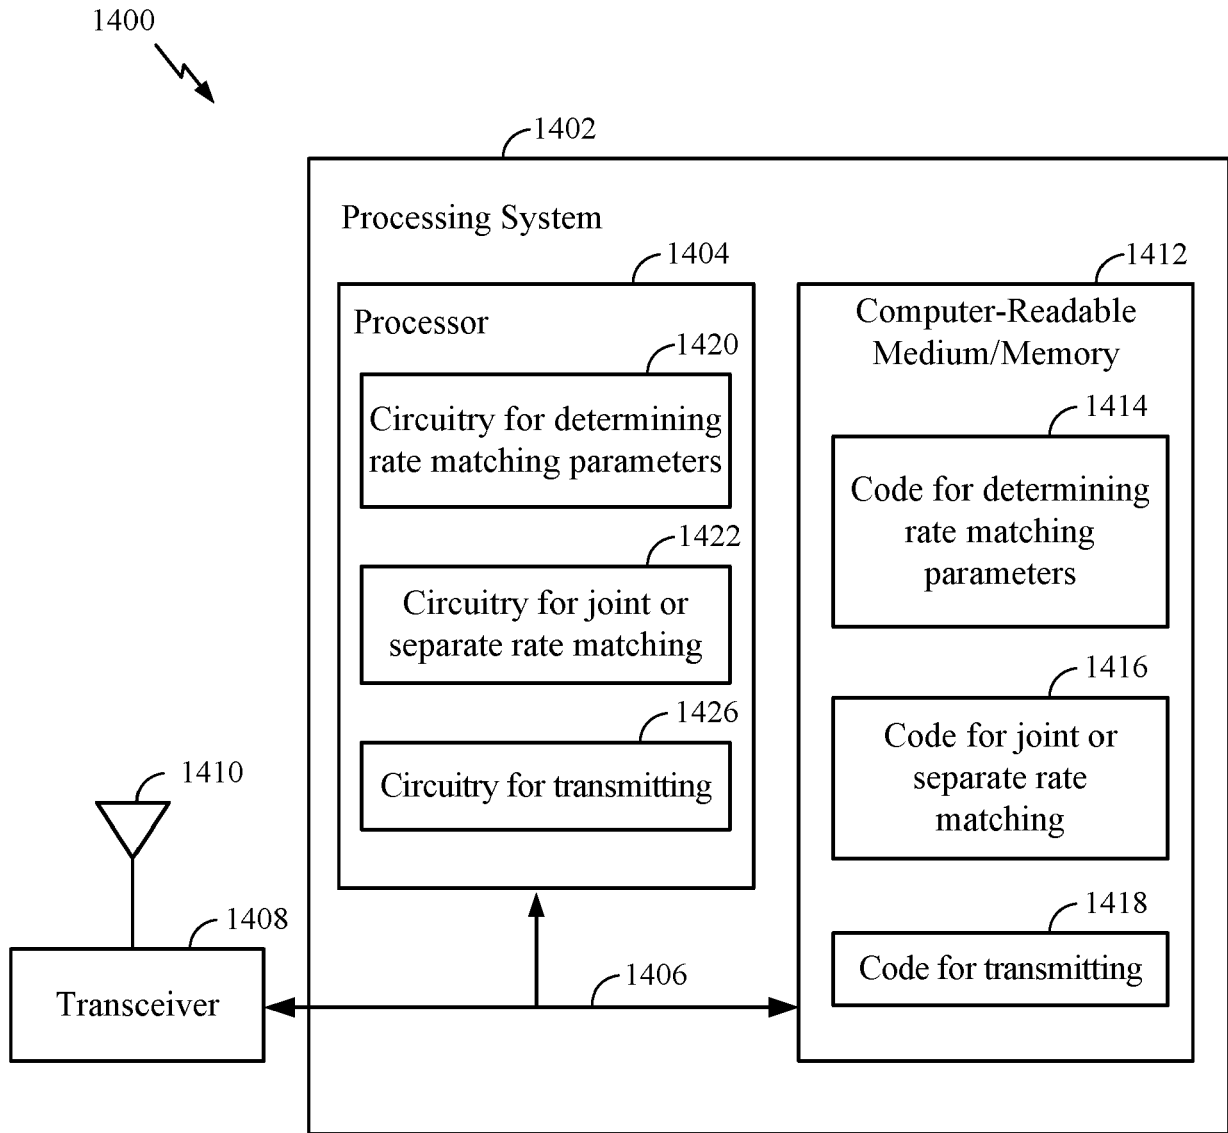 1400
1402
Processing System
1404
Processor
1420
Circuitry for determining
rate matching parameters
1422
Circuitry for joint or
separate rate matching
1426
Circuitry for transmitting
1412
Computer-Readable
Medium/Memory
1414
Code for determining
rate matching
parameters
1416
Code for joint or
separate rate
matching
1418
Code for transmitting
1410
1408
Transceiver
1406